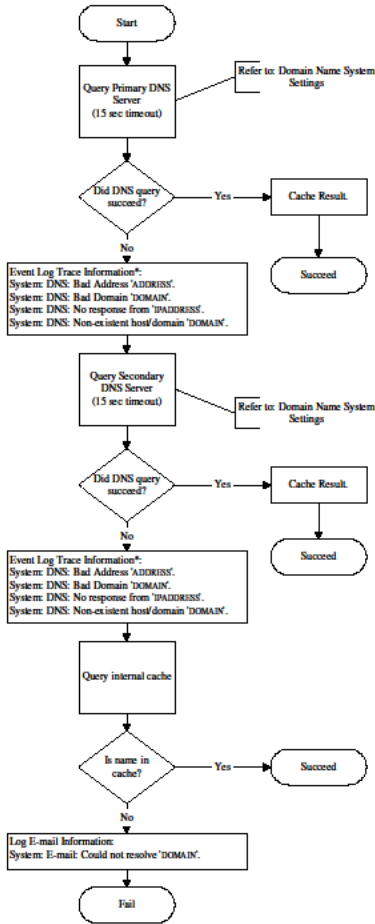 Start
Query Primary DNS
Server
(15 sec timeout)
Refer to: Domain Name System
Settings
Did DNS query
succeed?
Yes
Cache Result.
No
Succeed
Event Log Trace Information*:
System: DNS: Bad Address 'ADDRESS'.
System: DNS: Bad Domain 'DOMAIN'.
System: DNS: No response from 'IPADDRESS'.
System: DNS: Non-existent host/domain 'DOMAIN'.
Query Secondary
DNS Server
(15 sec timeout)
Refer to: Domain Name System
Settings
Did DNS query
succeed?
Yes
Cache Result.
No
Succeed
Event Log Trace Information*:
System: DNS: Bad Address 'ADDRESS'.
System: DNS: Bad Domain 'DOMAIN'.
System: DNS: No response from 'IPADDRESS'.
System: DNS: Non-existent host/domain 'DOMAIN'.
Query internal cache
Is name in
cache?
Yes
Succeed
No
Log E-mail Information:
System: E-mail: Could not resolve 'DOMAIN'.
Fail